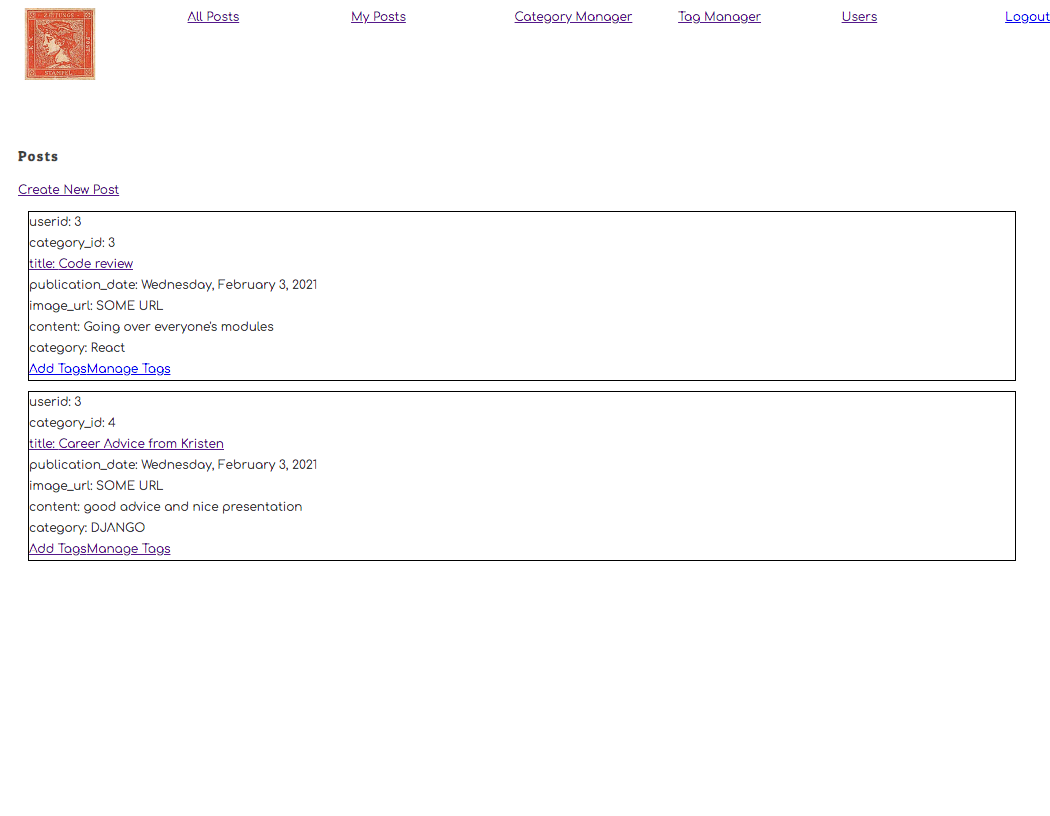 ZEITUNGS
STAMPEL
All Posts
My Posts
Category Manager
Tag Manager
Users
Logout
Posts
Create New Post
userid: 3
category_id: 3
title: Code review
publication_date: Wednesday, February 3, 2021
image_url: SOME URL
content: Going over everyone's modules
category: React
Add TagsManage Tags
userid: 3
category_id: 4
title: Career Advice from Kristen
publication_date: Wednesday, February 3, 2021
image_url: SOME URL
content: good advice and nice presentation
category: DJANGO
Add TagsManage Tags